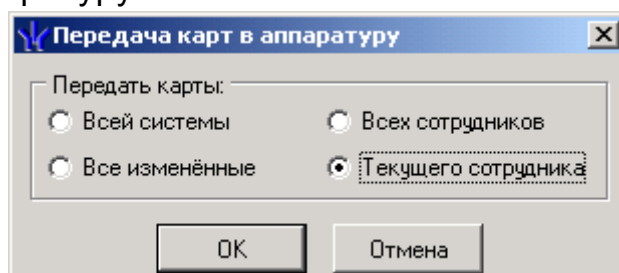 Передача карт в аппаратуру
Передать карты:
Всей системы
Всех сотрудников
Все изменённые
Текущего сотрудника
OK
Отмена